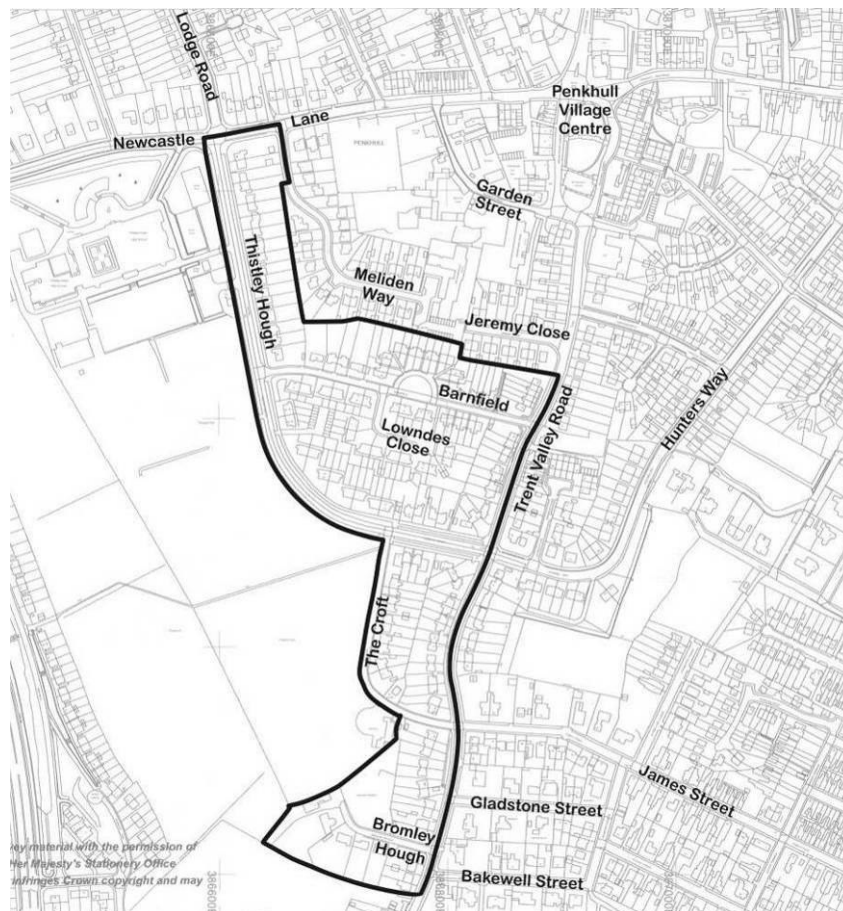 Lodge Road
Newcastle
Lane
Penkhull
Village
Centre
PENKHULL
Garden
Street
Thistley Hough
Meliden
Way
Jeremy Close
Barnfield
Lowndes
Close
Trent Valley Road
Hunters Way
The Croft
James Street
Gladstone Street
Bromley
Hough
Bakewell Street
vey material with the permission of
Her Majesty's Stationery Office
infringes Crown copyright and may